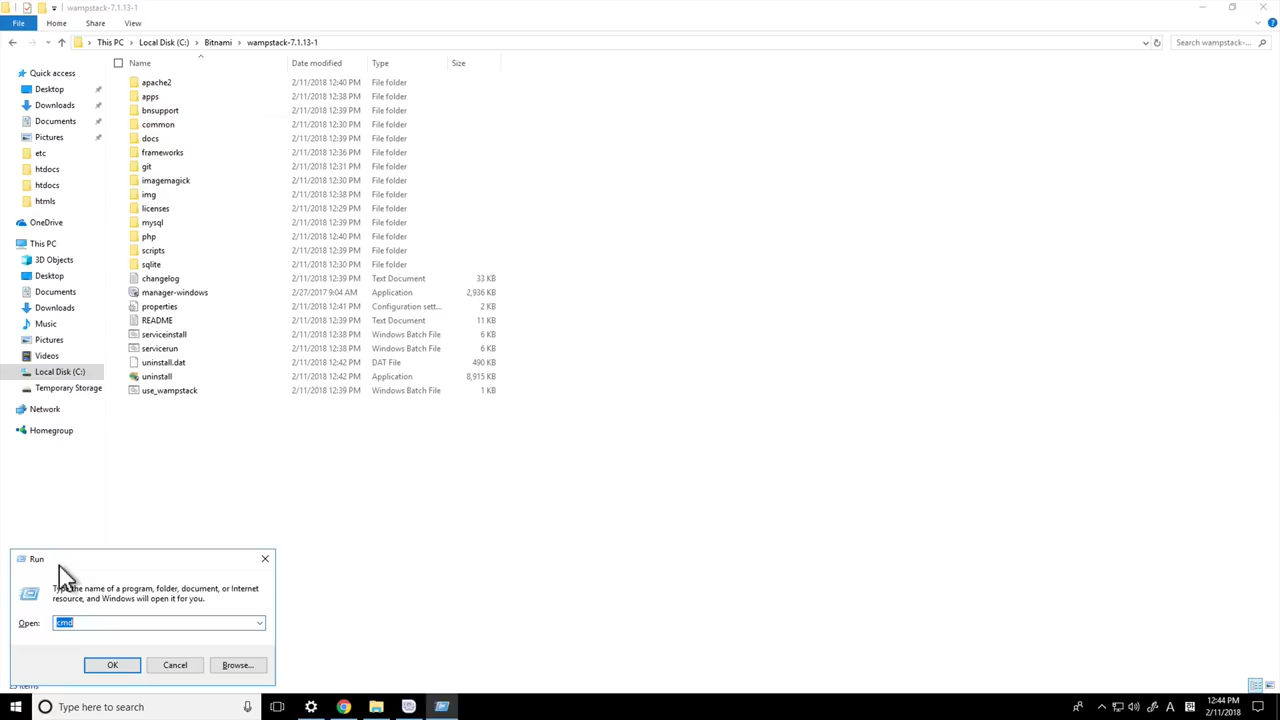 wampstack-7.1.13-1
File Home Share View
This PC Local Disk (C:) Bitnami wampstack-7.1.13-1 Search wampstack-7....
Name Date modified Type Size
Quick access
Desktop
Downloads
Documents
Pictures
etc
htdocs
htdocs
htmls
OneDrive
This PC
3D Objects
Desktop
Documents
Downloads
Music
Pictures
Videos
Local Disk (C:)
Temporary Storage
Network
Homegroup
apache2 2/11/2018 12:40 PM File folder
apps 2/11/2018 12:38 PM File folder
bnsupport 2/11/2018 12:39 PM File folder
common 2/11/2018 12:30 PM File folder
docs 2/11/2018 12:39 PM File folder
frameworks 2/11/2018 12:36 PM File folder
git 2/11/2018 12:31 PM File folder
imagemagick 2/11/2018 12:30 PM File folder
img 2/11/2018 12:38 PM File folder
licenses 2/11/2018 12:29 PM File folder
mysql 2/11/2018 12:39 PM File folder
php 2/11/2018 12:40 PM File folder
scripts 2/11/2018 12:39 PM File folder
sqlite 2/11/2018 12:30 PM File folder
changelog 2/11/2018 12:39 PM Text Document 33 KB
manager-windows 2/27/2017 9:04 AM Application 2,936 KB
properties 2/11/2018 12:41 PM Configuration sett... 2 KB
README 2/11/2018 12:39 PM Text Document 11 KB
serviceinstall 2/11/2018 12:38 PM Windows Batch File 6 KB
servicerun 2/11/2018 12:38 PM Windows Batch File 6 KB
uninstall.dat 2/11/2018 12:42 PM DAT File 490 KB
uninstall 2/11/2018 12:42 PM Application 8,915 KB
use_wampstack 2/11/2018 12:39 PM Windows Batch File 1 KB
Run
the name of a program, folder, document, or Internet
resource, and Windows will open it for you.
Open: cmd
OK Cancel Browse...
Type here to search
12:44 PM
2/11/2018